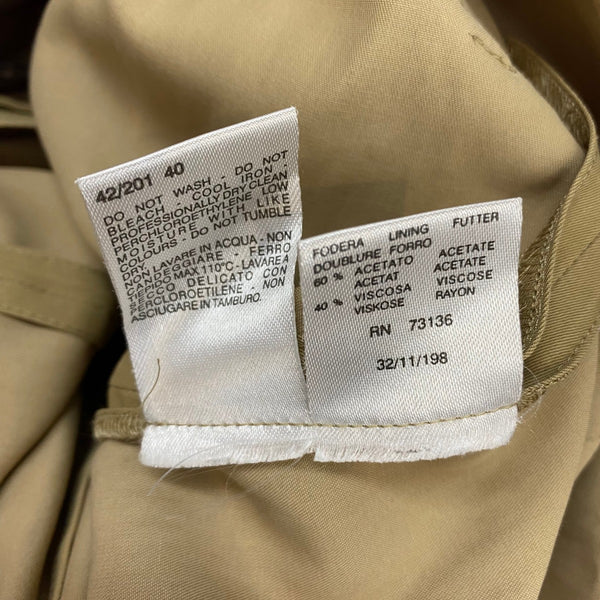 42/201 40
DO NOT WASH - DO NOT
BLEACH - COOL IRON
PROFESSIONALLY DRY CLEAN
PERCHLOROETHYLENE LOW
MOISTURE WITH LIKE
COLOURS - DO NOT TUMBLE
DRY.
NON LAVARE IN ACQUA - NON
CANDEGGIARE - FERRO
TIEPIDO MAX 110°C - LAVARE A
SECCO DELICATO CON
PERCLOROETILENE - NON
ASCIUGARE IN TAMBURO.
FODERA LINING FUTTER
DOUBLURE FORRO
60 % ACETATO ACETATE
ACETAT ACETATE
40 % VISCOSA VISCOSE
VISKOSE RAYON
RN 73136
32/11/198